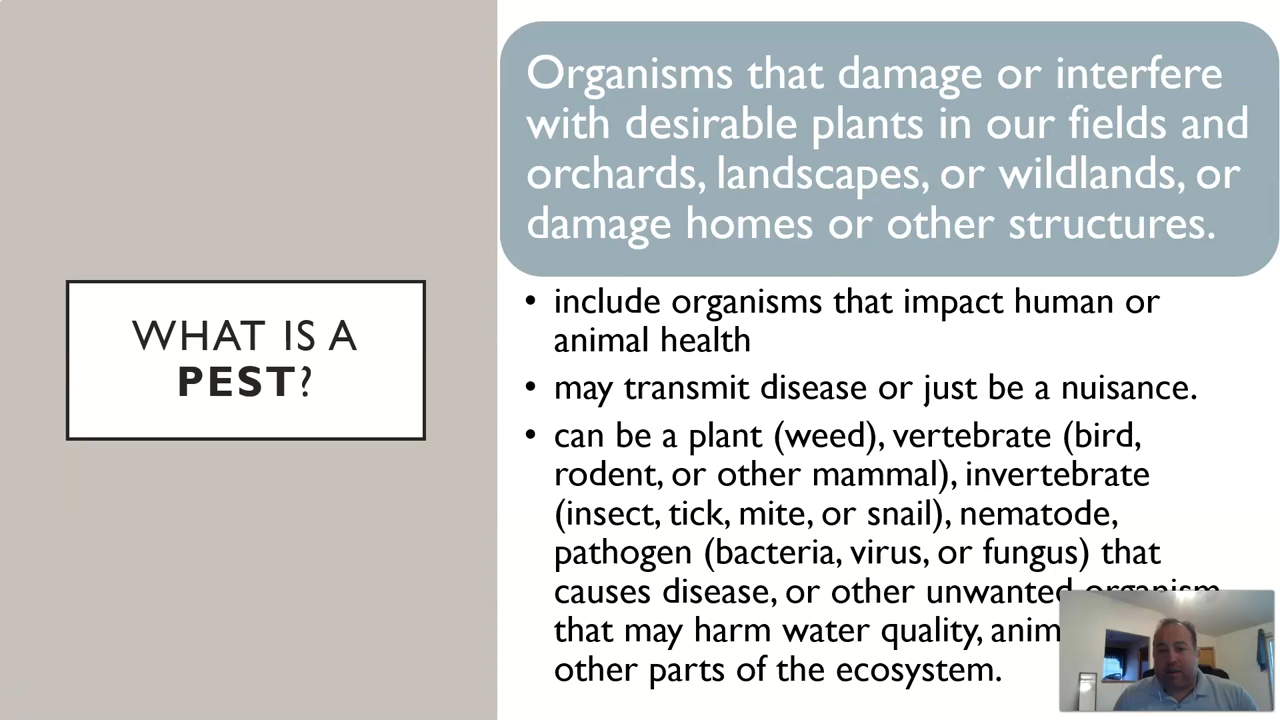 WHAT IS A
PEST?
Organisms that damage or interfere
with desirable plants in our fields and
orchards, landscapes, or wildlands, or
damage homes or other structures.
• include organisms that impact human or
animal health
• may transmit disease or just be a nuisance.
• can be a plant (weed), vertebrate (bird,
rodent, or other mammal), invertebrate
(insect, tick, mite, or snail), nematode,
pathogen (bacteria, virus, or fungus) that
causes disease, or other unwanted organism
that may harm water quality,
other parts of the ecosystem.